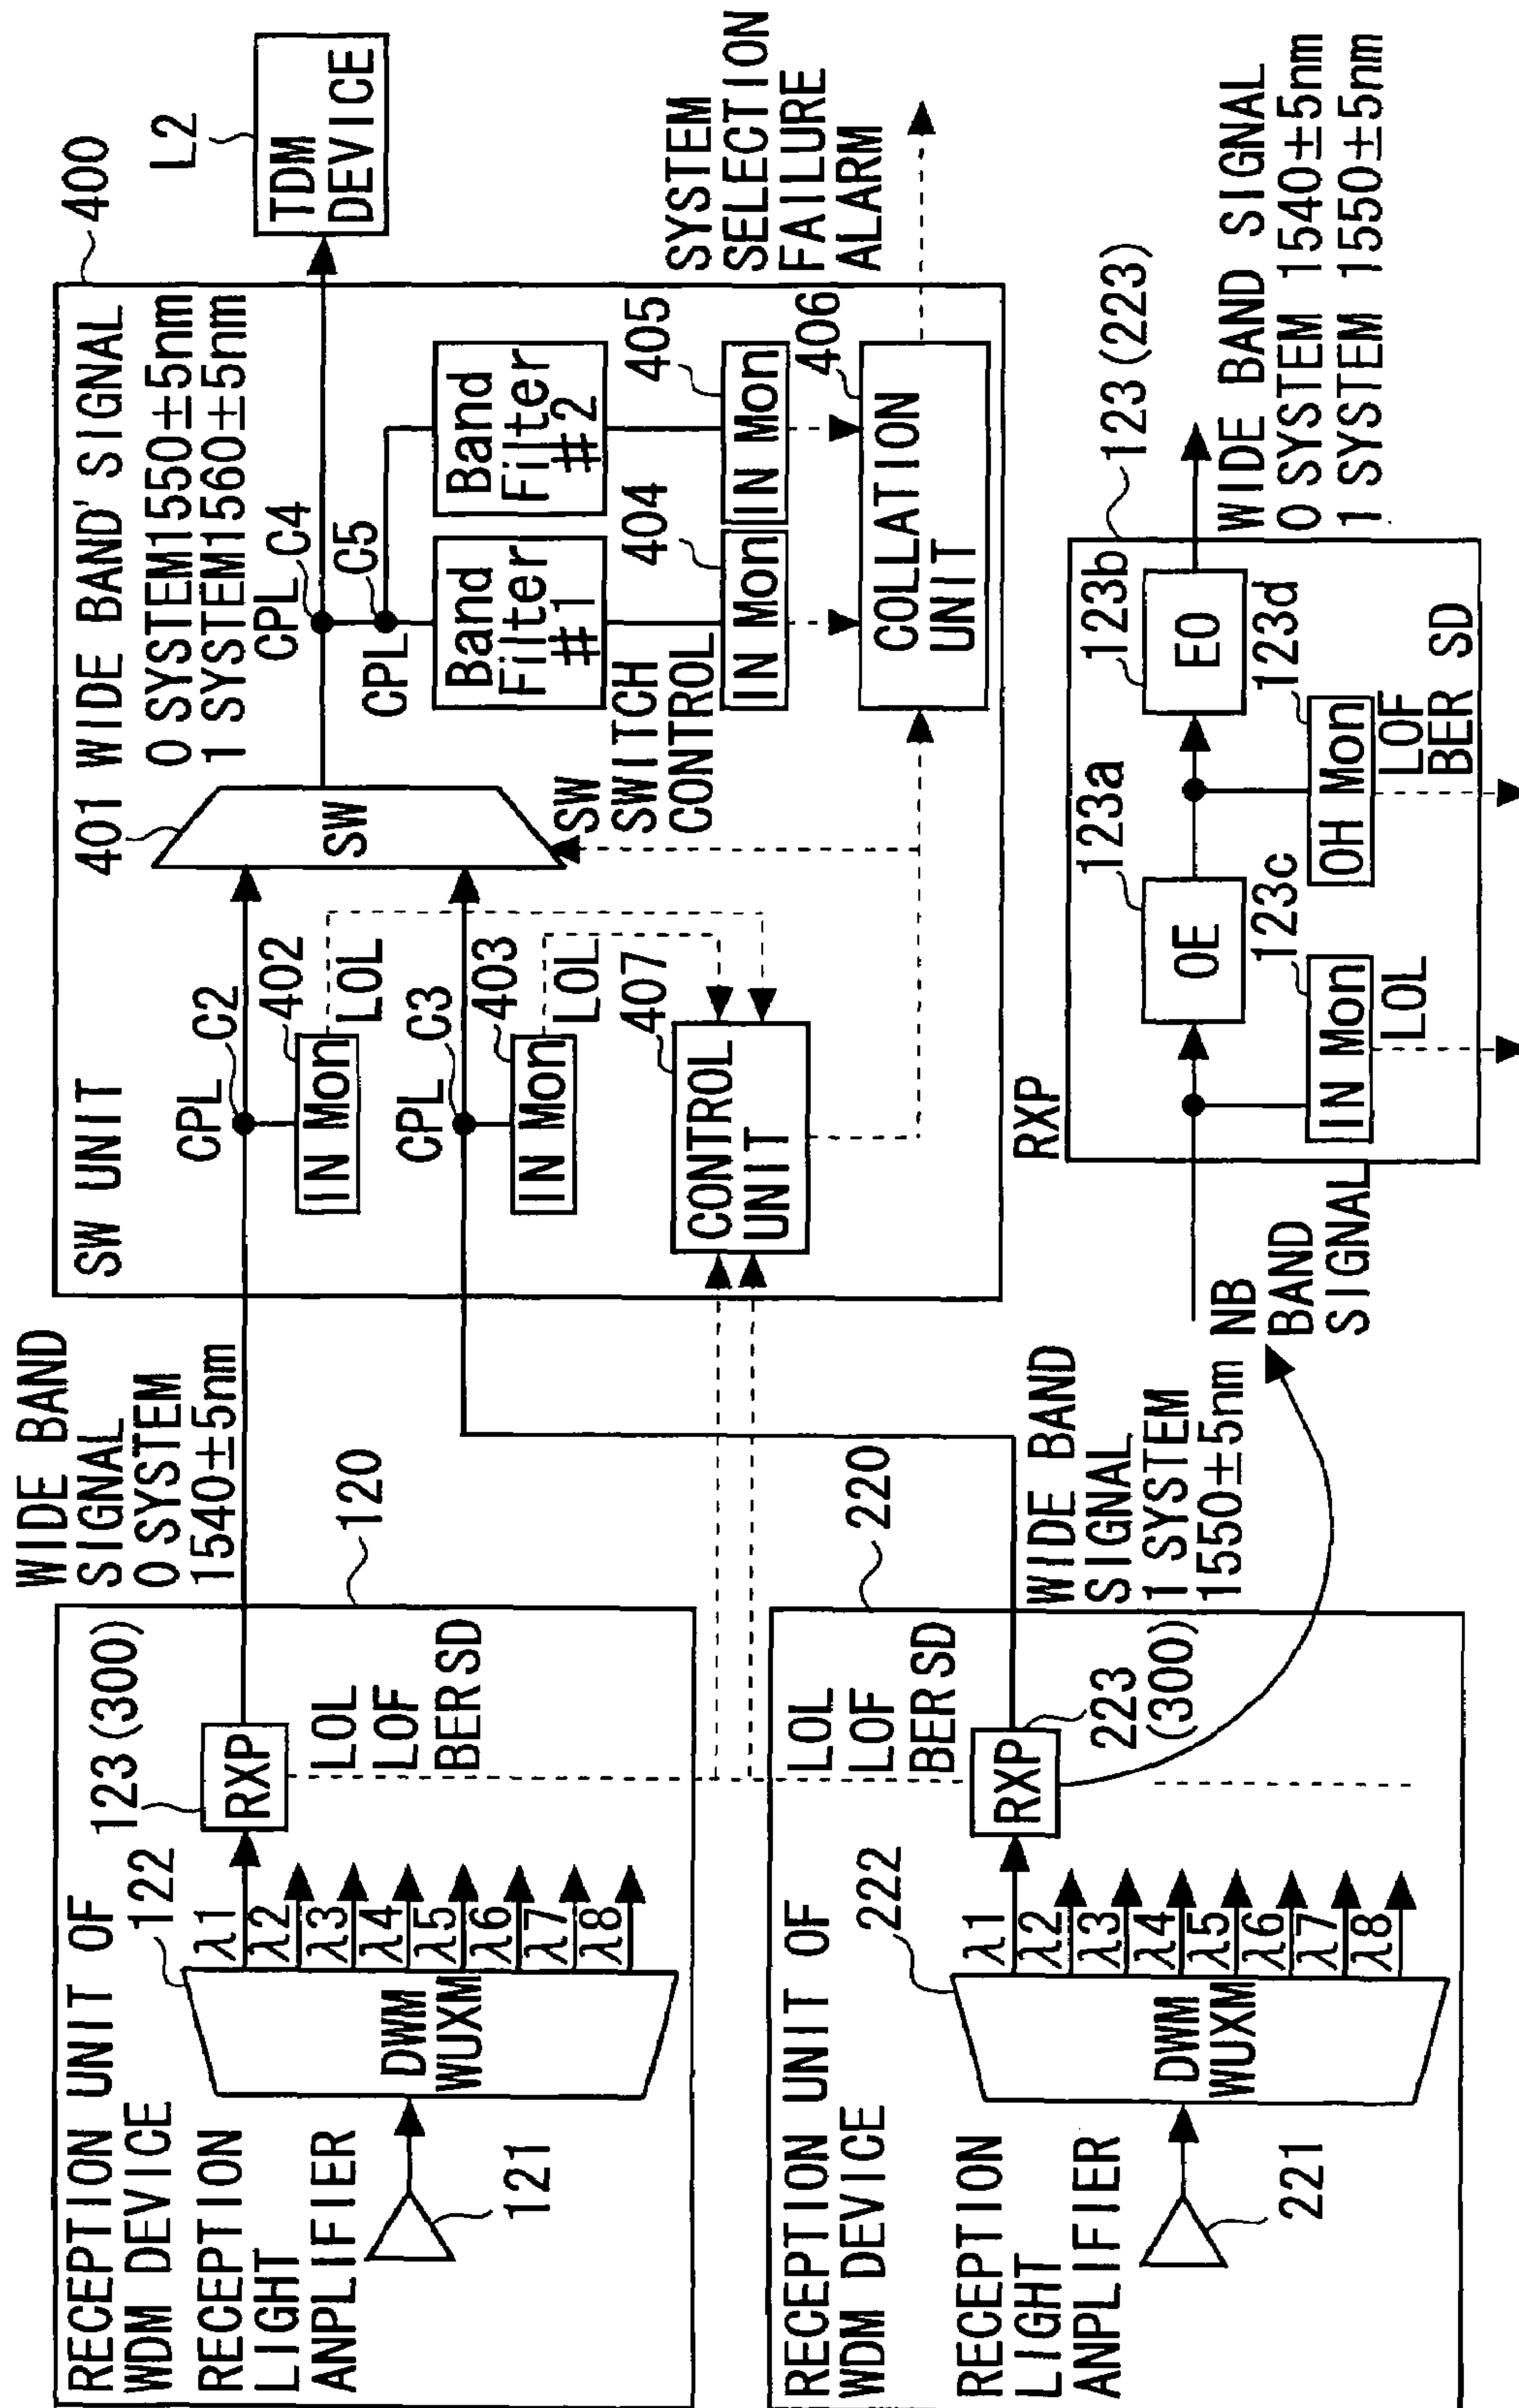 RECEPTION UNIT OF
WDM DEVICE
RECEPTION
LIGHT
ANPLIFIER
121
DWM
WUXM
122
λ1
λ2
λ3
λ4
λ5
λ6
λ7
λ8
123(300)
RXP
LOL
LOF
BERSD
120
WIDE BAND
SIGNAL
0 SYSTEM
1540±5nm
RECEPTION UNIT OF
WDM DEVICE
RECEPTION
LIGHT
ANPLIFIER
221
DWM
WUXM
222
λ1
λ2
λ3
λ4
λ5
λ6
λ7
λ8
RXP
223
(300)
LOL
LOF
BERSD
220
WIDE BAND
SIGNAL
1 SYSTEM
1550±5nm
SW UNIT
CPL
C2
IN Mon
402
LOL
CPL
C3
IN Mon
403
LOL
407
CONTROL
UNIT
401
SW
SW
SWITCH
CONTROL
WIDE BAND'SIGNAL
0 SYSTEM1550±5nm
1 SYSTEM1560±5nm
CPL
C4
CPL
C5
Band
Filter
#1
Band
Filter
#2
404
IN Mon
405
IN Mon
406
COLLATION
UNIT
400
L2
TDM
DEVICE
SYSTEM
SELECTION
FAILURE
ALARM
RXP
NB
BAND
SIGNAL
123a
OE
123c
IN Mon
LOL
123b
EO
123d
OH Mon
LOF
BER SD
123(223)
WIDE BAND SIGNAL
0 SYSTEM 1540±5nm
1 SYSTEM 1550±5nm